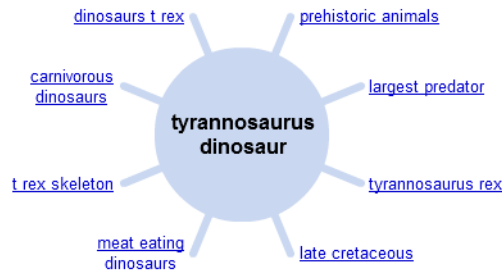 dinosaurs t rex
prehistoric animals
carnivorous
dinosaurs
largest predator
tyrannosaurus
dinosaur
t rex skeleton
tyrannosaurus rex
meat eating
dinosaurs
late cretaceous